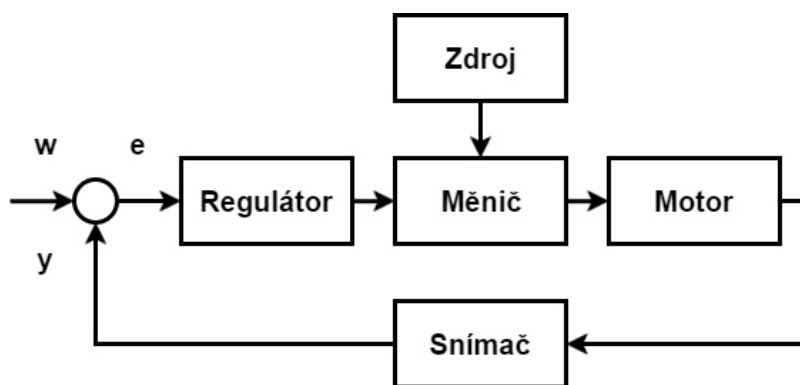 Zdroj
w
e
Regulátor
Měnič
Motor
y
Snímač